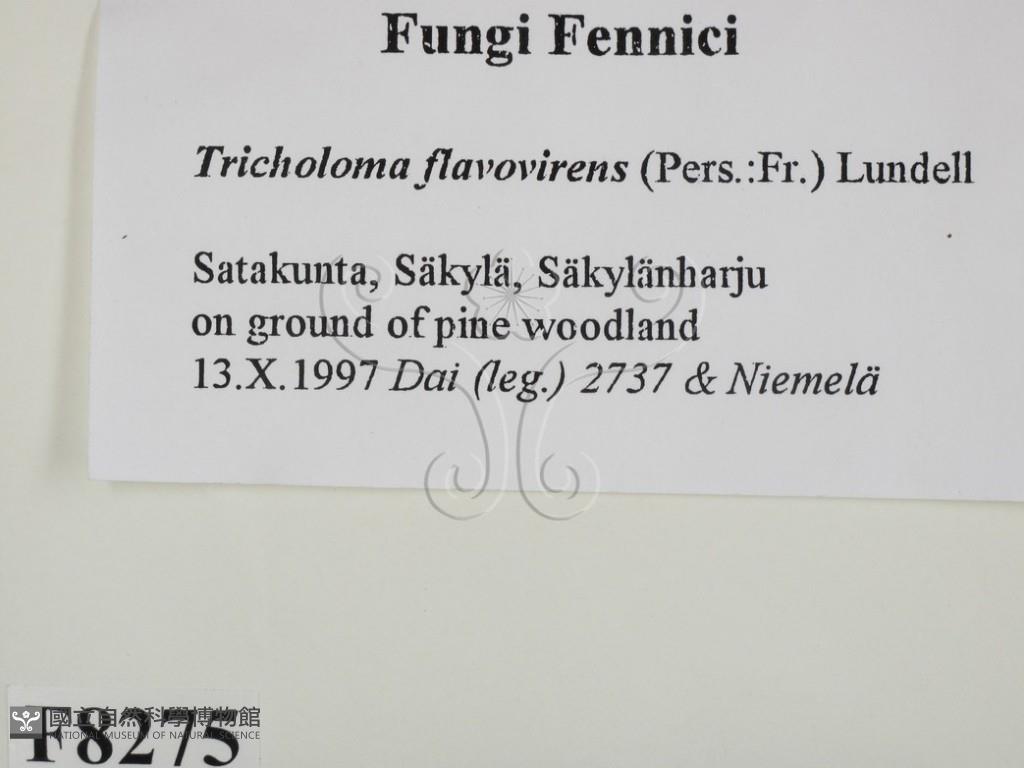 Fungi Fennici
Tricholoma flavovirens (Pers.:Fr.) Lundell
Satakunta, Säkylä, Säkylänharju
on ground of pine woodland
13.X.1997 Dai (leg.) 2737 & Niemelä
國立自然科學博物館
NATIONAL MUSEUM OF NATURAL SCIENCE
F8275